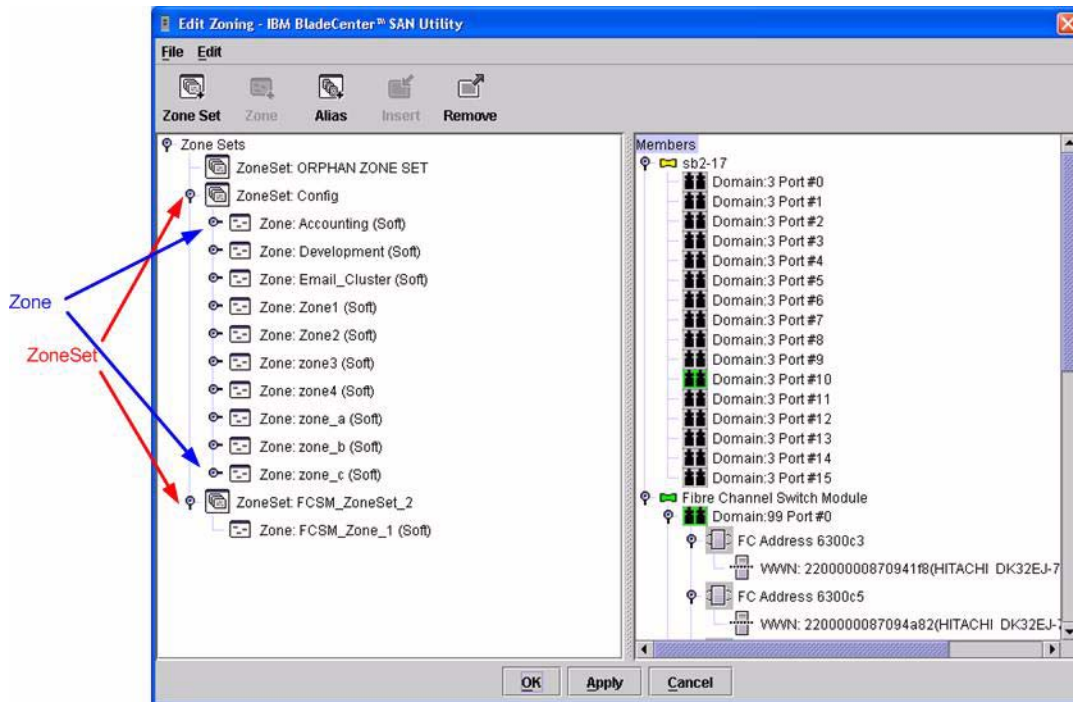 Edit Zoning - IBM BladeCenter™ SAN Utility
File Edit
Zone Set Zone Alias Insert Remove
Zone Sets
ZoneSet: ORPHAN ZONE SET
ZoneSet: Config
Zone: Accounting (Soft)
Zone: Development (Soft)
Zone: Email_Cluster (Soft)
Zone: Zone1 (Soft)
Zone: Zone2 (Soft)
Zone: zone3 (Soft)
Zone: zone4 (Soft)
Zone: zone_a (Soft)
Zone: zone_b (Soft)
Zone: zone_c (Soft)
ZoneSet: FCSM_ZoneSet_2
Zone: FCSM_Zone_1 (Soft)
Zone
ZoneSet
Members
sb2-17
Domain:3 Port #0
Domain:3 Port #1
Domain:3 Port #2
Domain:3 Port #3
Domain:3 Port #4
Domain:3 Port #5
Domain:3 Port #6
Domain:3 Port #7
Domain:3 Port #8
Domain:3 Port #9
Domain:3 Port #10
Domain:3 Port #11
Domain:3 Port #12
Domain:3 Port #13
Domain:3 Port #14
Domain:3 Port #15
Fibre Channel Switch Module
Domain:99 Port #0
FC Address 6300c3
WWN: 22000000870941f8(HITACHI DK32EJ-7
FC Address 6300c5
WWN: 2200000087094a82(HITACHI DK32EJ-7
OK Apply Cancel